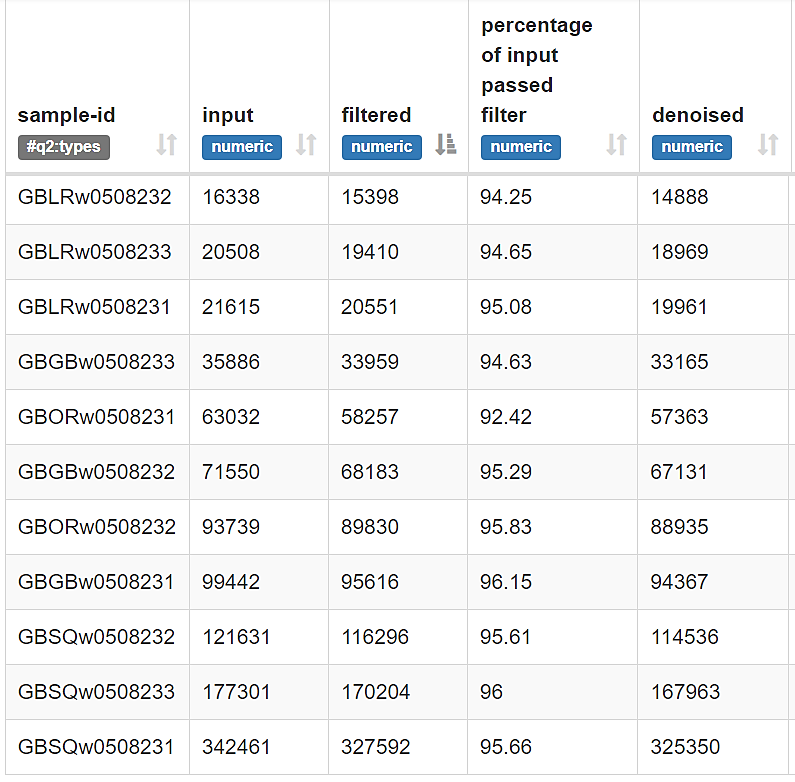 percentage
of input
passed
sample-id input filtered filter denoised
#q2:types numeric numeric numeric numeric
GBLRw0508232 16338 15398 94.25 14888
GBLRw0508233 20508 19410 94.65 18969
GBLRw0508231 21615 20551 95.08 19961
GBGBw0508233 35886 33959 94.63 33165
GBORw0508231 63032 58257 92.42 57363
GBGBw0508232 71550 68183 95.29 67131
GBORw0508232 93739 89830 95.83 88935
GBGBw0508231 99442 95616 96.15 94367
GBSQw0508232 121631 116296 95.61 114536
GBSQw0508233 177301 170204 96 167963
GBSQw0508231 342461 327592 95.66 325350